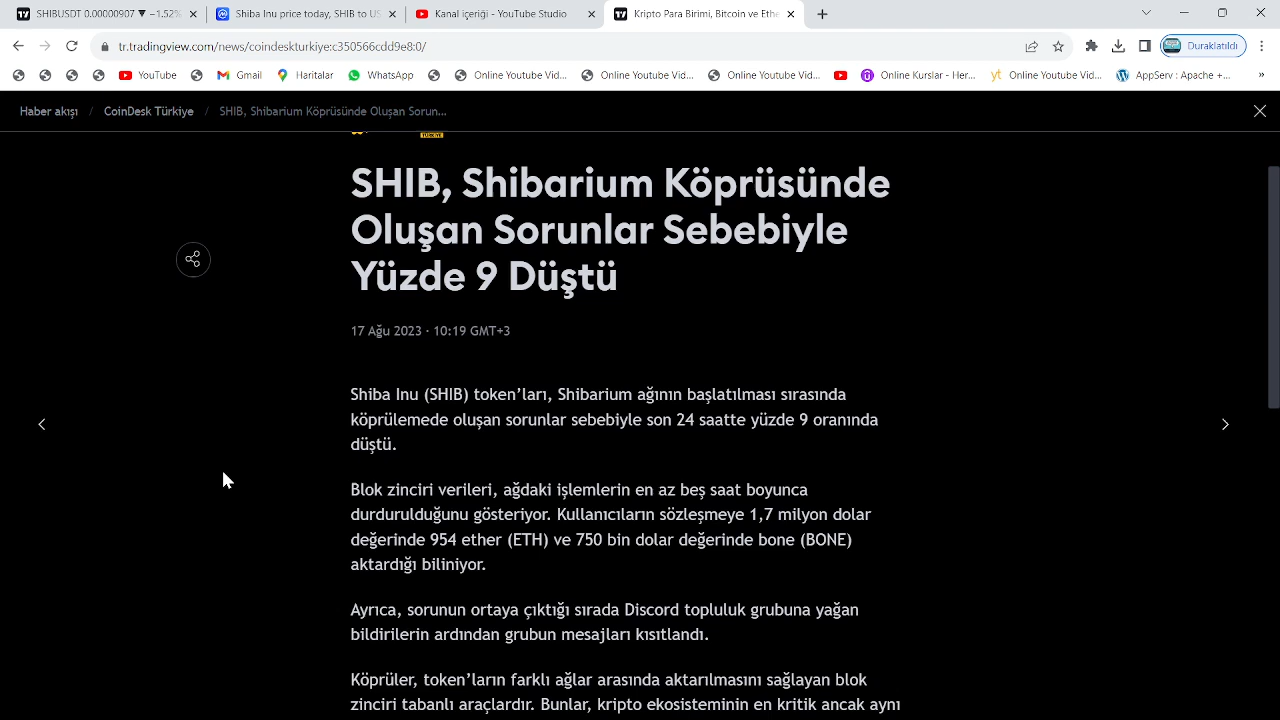 SHIBUSDT 0.00000907 ▼ −1.52%
Shiba Inu price today, SHIB to US
Kanal içeriği - YouTube Studio
Kripto Para Birimi, Bitcoin ve Ethe
tr.tradingview.com/news/coindeskturkiye:c350566cdd9e8:0/
Duraklatıldı
YouTube
Gmail
Haritalar
WhatsApp
Online Youtube Vid...
Online Youtube Vid...
Online Youtube Vid...
Online Kurslar - Her...
Online Youtube Vid...
AppServ : Apache +...
»
Haber akışı / CoinDesk Türkiye / SHIB, Shibarium Köprüsünde Oluşan Sorun...
TÜRKİYE
SHIB, Shibarium Köprüsünde
Oluşan Sorunlar Sebebiyle
Yüzde 9 Düştü
17 Ağu 2023 · 10:19 GMT+3
Shiba Inu (SHIB) token’ları, Shibarium ağının başlatılması sırasında
köprülemede oluşan sorunlar sebebiyle son 24 saatte yüzde 9 oranında
düştü.
Blok zinciri verileri, ağdaki işlemlerin en az beş saat boyunca
durdurulduğunu gösteriyor. Kullanıcıların sözleşmeye 1,7 milyon dolar
değerinde 954 ether (ETH) ve 750 bin dolar değerinde bone (BONE)
aktardığı biliniyor.
Ayrıca, sorunun ortaya çıktığı sırada Discord topluluk grubuna yağan
bildirilerin ardından grubun mesajları kısıtlandı.
Köprüler, token’ların farklı ağlar arasında aktarılmasını sağlayan blok
zinciri tabanlı araçlardır. Bunlar, kripto ekosisteminin en kritik ancak aynı